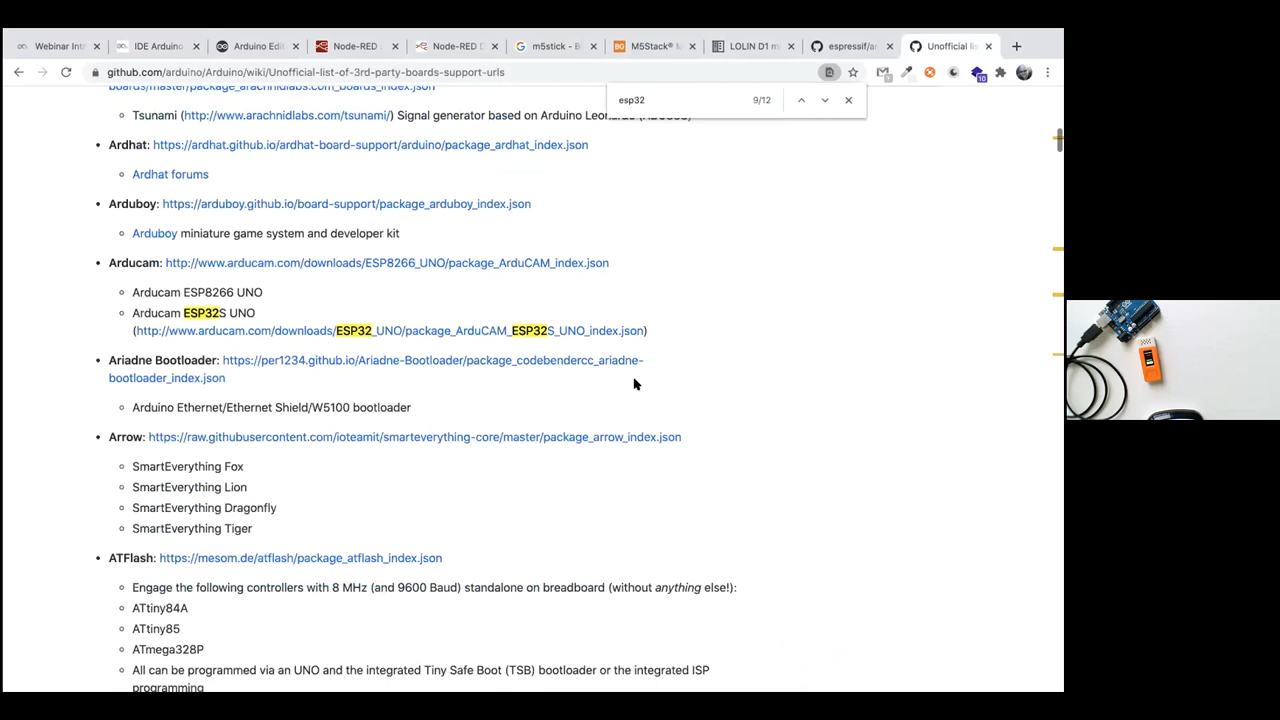 Webinar Int
IDE Arduino
Arduino Edit
Node-RED
Node-RED D
m5stick - B
M5Stack® M
LOLIN D1 m
espressif/ar
Unofficial lis
github.com/arduino/Arduino/wiki/Unofficial-list-of-3rd-party-boards-support-urls
10
esp32
9/12
boards/master/package_arachnidlabs.com_boards_index.json
Tsunami (http://www.arachnidlabs.com/tsunami/) Signal generator based on Arduino Leonardo
Ardhat: https://ardhat.github.io/ardhat-board-support/arduino/package_ardhat_index.json
Ardhat forums
Arduboy: https://arduboy.github.io/board-support/package_arduboy_index.json
Arduboy miniature game system and developer kit
Arducam: http://www.arducam.com/downloads/ESP8266_UNO/package_ArduCAM_index.json
Arducam ESP8266 UNO
Arducam ESP32S UNO
(http://www.arducam.com/downloads/ESP32_UNO/package_ArduCAM_ESP32S_UNO_index.json)
Ariadne Bootloader: https://per1234.github.io/Ariadne-Bootloader/package_codebendercc_ariadne-
bootloader_index.json
Arduino Ethernet/Ethernet Shield/W5100 bootloader
Arrow: https://raw.githubusercontent.com/ioteamit/smarteverything-core/master/package_arrow_index.json
SmartEverything Fox
SmartEverything Lion
SmartEverything Dragonfly
SmartEverything Tiger
ATFlash: https://mesom.de/atflash/package_atflash_index.json
Engage the following controllers with 8 MHz (and 9600 Baud) standalone on breadboard (without anything else!):
ATtiny84A
ATtiny85
ATmega328P
All can be programmed via an UNO and the integrated Tiny Safe Boot (TSB) bootloader or the integrated ISP
programming